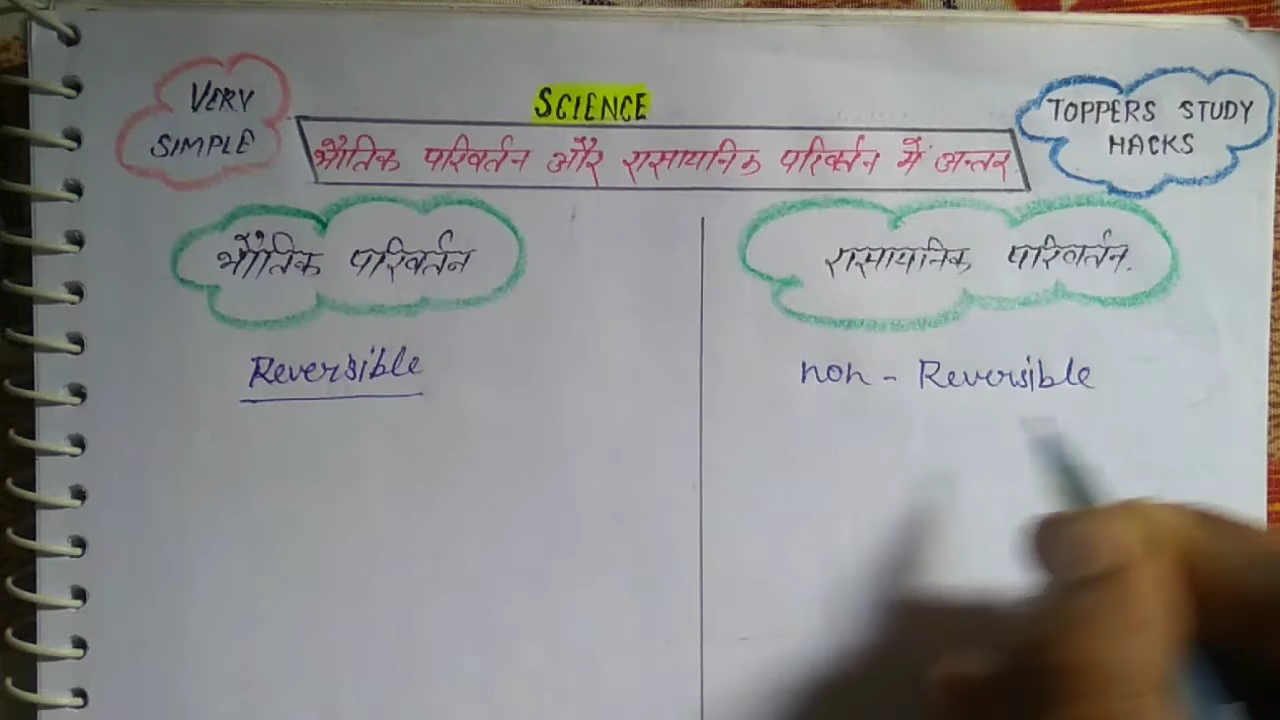 VERY
SIMPLE
SCIENCE
TOPPERS STUDY
HACKS
भौतिक परिवर्तन और रासायनिक परिवर्तन में अन्तर
भौतिक परिवर्तन
रासायनिक परिवर्तन.
Reversible
non - Reversible